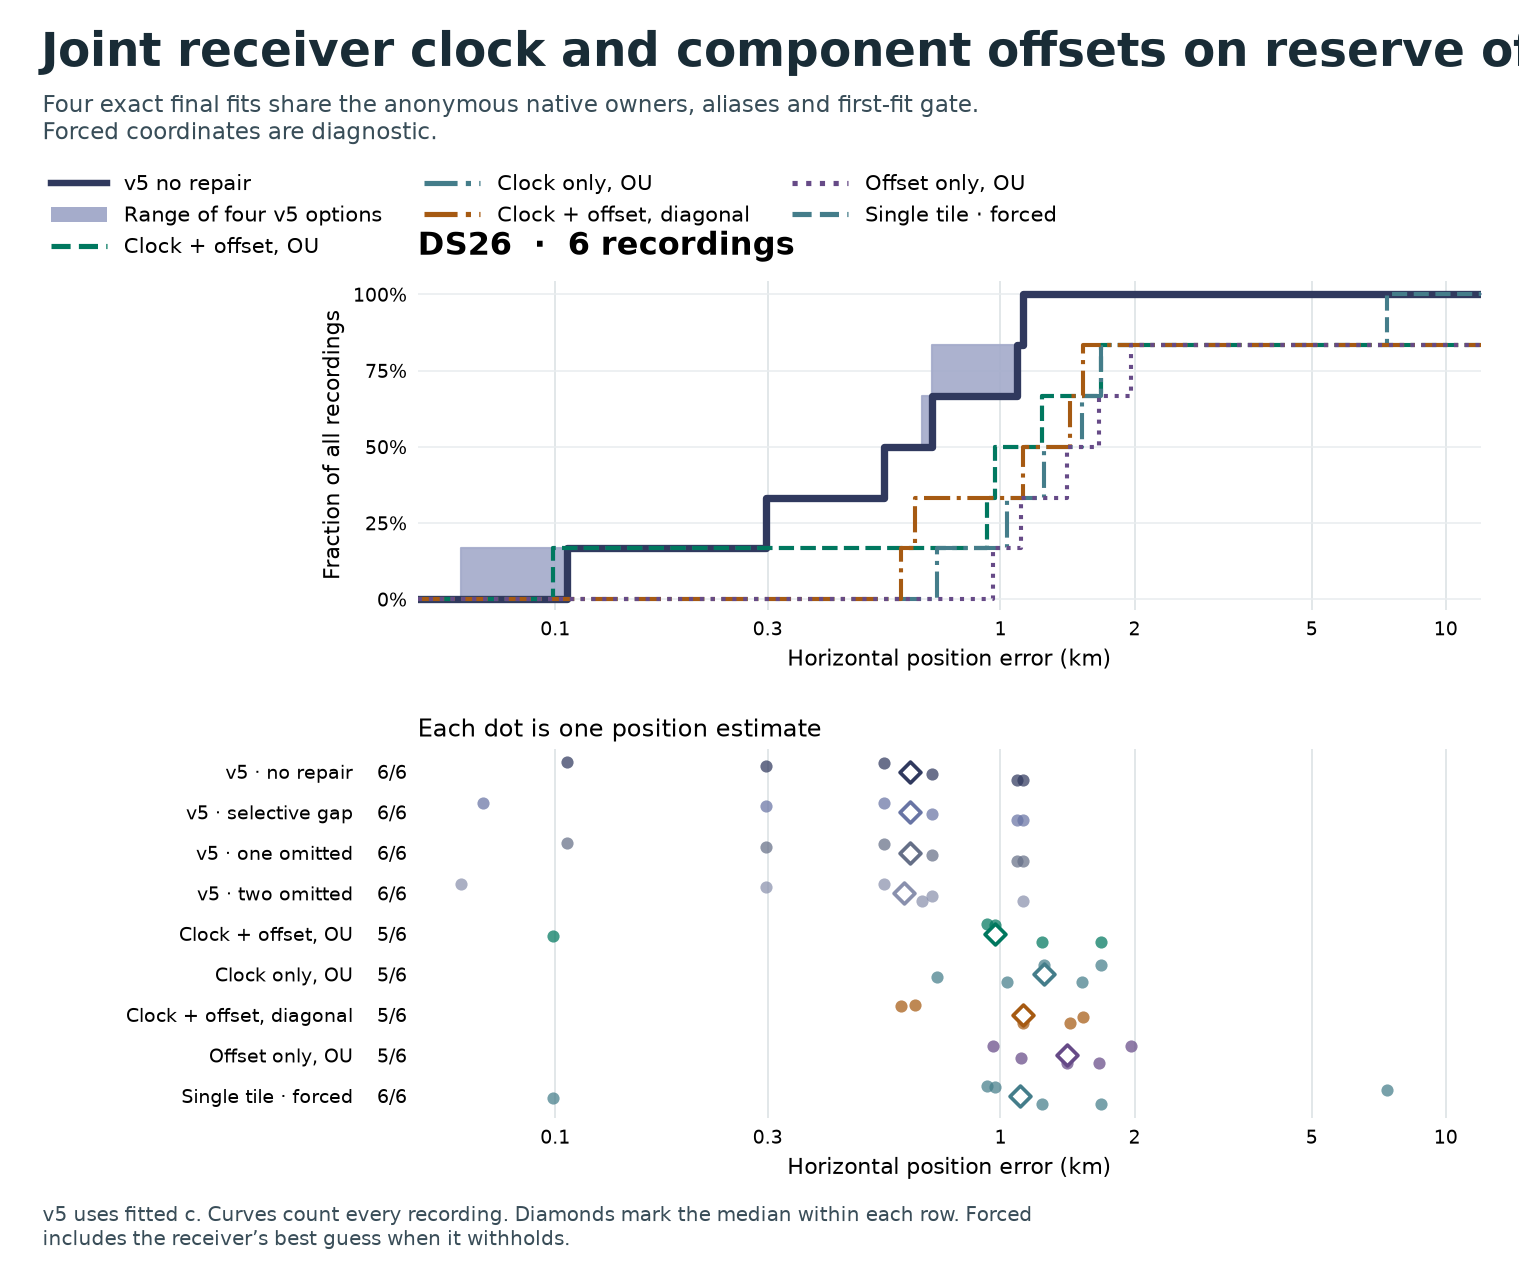 Joint receiver clock and component offsets on reserve of
Four exact final fits share the anonymous native owners, aliases and first-fit gate.
Forced coordinates are diagnostic.
v5 no repair
Clock only, OU
Offset only, OU
Range of four v5 options
Clock + offset, diagonal
Single tile · forced
Clock + offset, OU
DS26 · 6 recordings
Fraction of all recordings
100%
75%
50%
25%
0%
0.1 0.3 1 2 5 10
Horizontal position error (km)
Each dot is one position estimate
v5 · no repair 6/6
v5 · selective gap 6/6
v5 · one omitted 6/6
v5 · two omitted 6/6
Clock + offset, OU 5/6
Clock only, OU 5/6
Clock + offset, diagonal 5/6
Offset only, OU 5/6
Single tile · forced 6/6
0.1 0.3 1 2 5 10
Horizontal position error (km)
v5 uses fitted c. Curves count every recording. Diamonds mark the median within each row. Forced
includes the receiver’s best guess when it withholds.